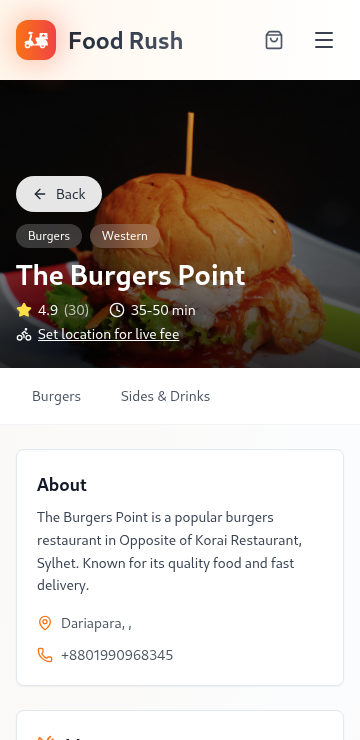 Food Rush
Back
Burgers
Western
The Burgers Point
4.9 (30) 35-50 min
Set location for live fee
Burgers
Sides & Drinks
About
The Burgers Point is a popular burgers
restaurant in Opposite of Korai Restaurant,
Sylhet. Known for its quality food and fast
delivery.
Dariapara, ,
+8801990968345